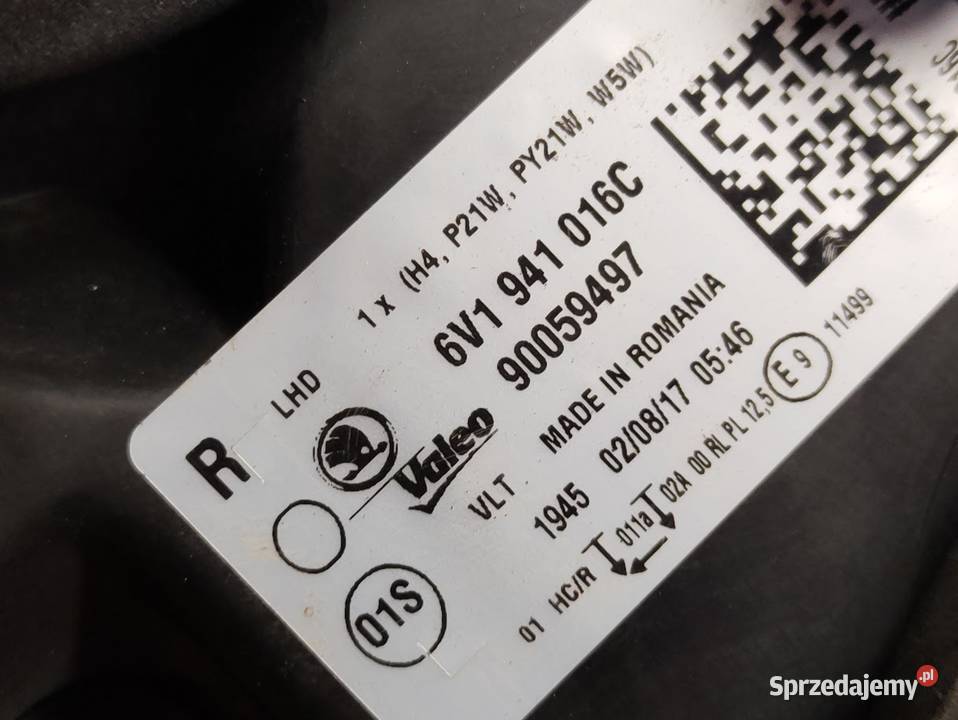 1 x (H4, P21W, PY21W, W5W)
6V1 941 016C
90059497
R
LHD
Valeo
MADE IN ROMANIA
VLT
02/08/17 05:46
1945
01 HC/R 011a 02A 00 RL PL 12,5 E 9 11499
01S
Sprzedajemy.pl